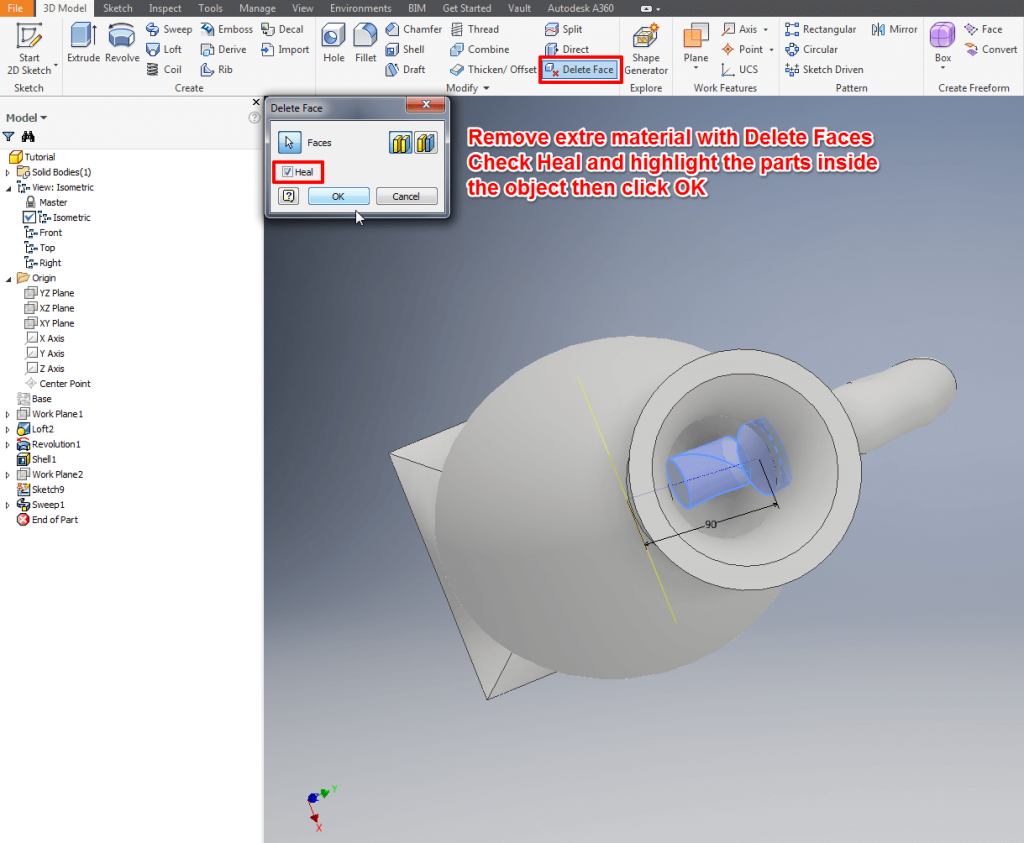 File 3D Model Sketch Inspect Tools Manage View Environments BIM Get Started Vault Autodesk A360
Start
2D Sketch
Sketch
Extrude Revolve
Sweep Emboss Decal
Loft Derive Import
Coil Rib
Create
Hole Fillet
Chamfer Thread Split
Shell Combine Direct
Draft Thicken/ Offset Delete Face
Modify
Shape
Generator
Explore
Plane
Axis
Point
UCS
Work Features
Rectangular Mirror
Circular
Sketch Driven
Pattern
Box
Face
Convert
Create Freeform
Model
Tutorial
Solid Bodies(1)
View: Isometric
Master
Isometric
Front
Top
Right
Origin
YZ Plane
XZ Plane
XY Plane
X Axis
Y Axis
Z Axis
Center Point
Base
Work Plane1
Loft2
Revolution1
Shell1
Work Plane2
Sketch9
Sweep1
End of Part
Delete Face
Faces
Heal
OK Cancel
Remove extre material with Delete Faces
Check Heal and highlight the parts inside
the object then click OK
90
Z Y
X